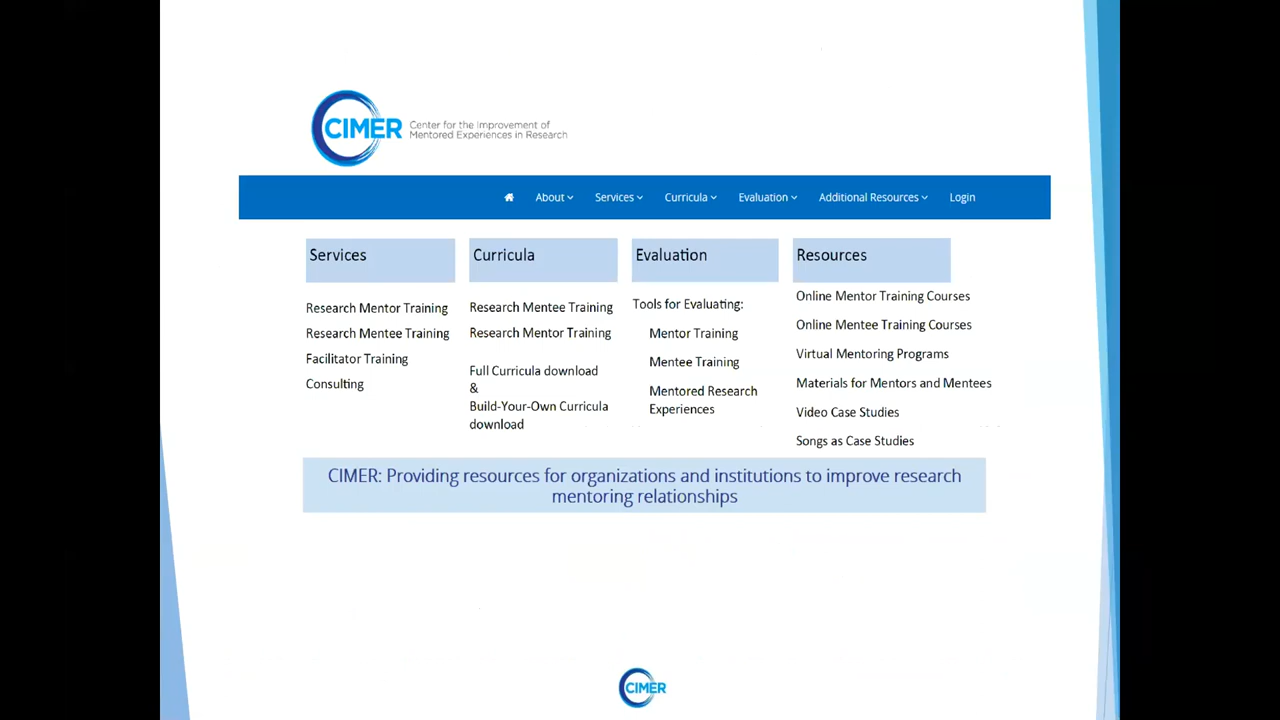 CIMER
Center for the Improvement of
Mentored Experiences in Research
About Services Curricula Evaluation Additional Resources Login
Services
Research Mentor Training
Research Mentee Training
Facilitator Training
Consulting
Curricula
Research Mentee Training
Research Mentor Training
Full Curricula download
&
Build-Your-Own Curricula
download
Evaluation
Tools for Evaluating:
Mentor Training
Mentee Training
Mentored Research
Experiences
Resources
Online Mentor Training Courses
Online Mentee Training Courses
Virtual Mentoring Programs
Materials for Mentors and Mentees
Video Case Studies
Songs as Case Studies
CIMER: Providing resources for organizations and institutions to improve research
mentoring relationships
CIMER